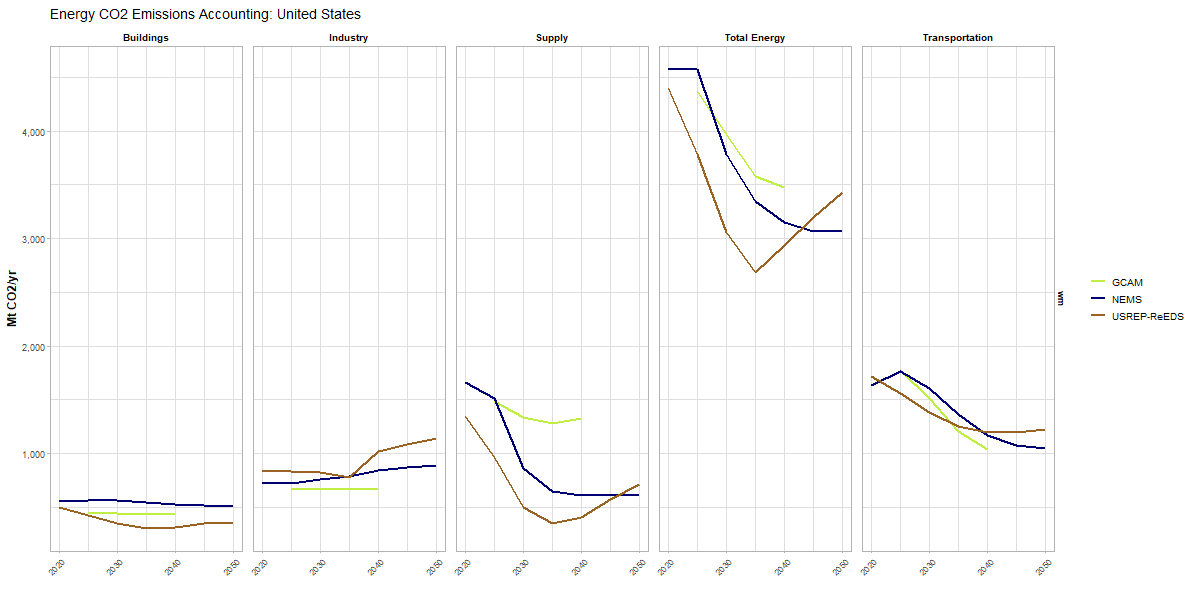 Energy CO2 Emissions Accounting: United States
Buildings
Industry
Supply
Total Energy
Transportation
Mt CO2/yr
4,000
3,000
2,000
1,000
2020
2030
2040
2050
2020
2030
2040
2050
2020
2030
2040
2050
2020
2030
2040
2050
2020
2030
2040
2050
wm
GCAM
NEMS
USREP-ReEDS